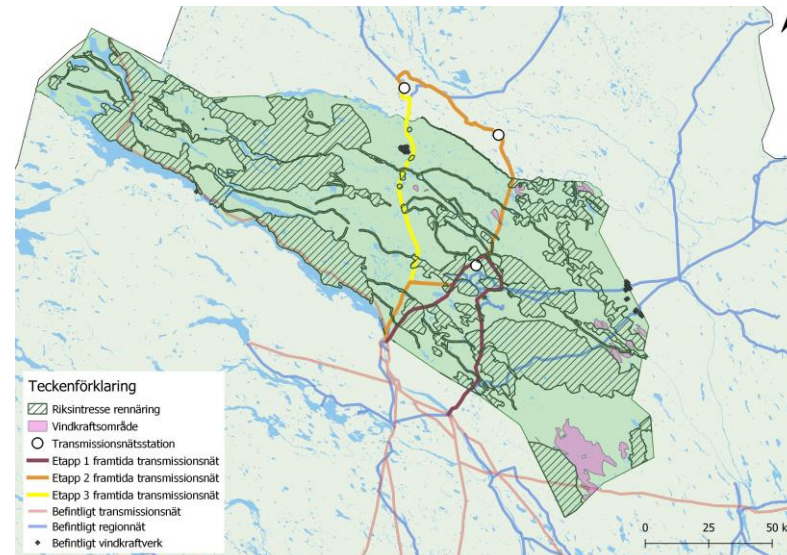 Teckenförklaring
Riksintresse rennäring
Vindkraftsområde
Transmissionsnätsstation
Etapp 1 framtida transmissionsnät
Etapp 2 framtida transmissionsnät
Etapp 3 framtida transmissionsnät
Befintligt transmissionsnät
Befintligt regionnät
Befintligt vindkraftverk
0 25 50 k